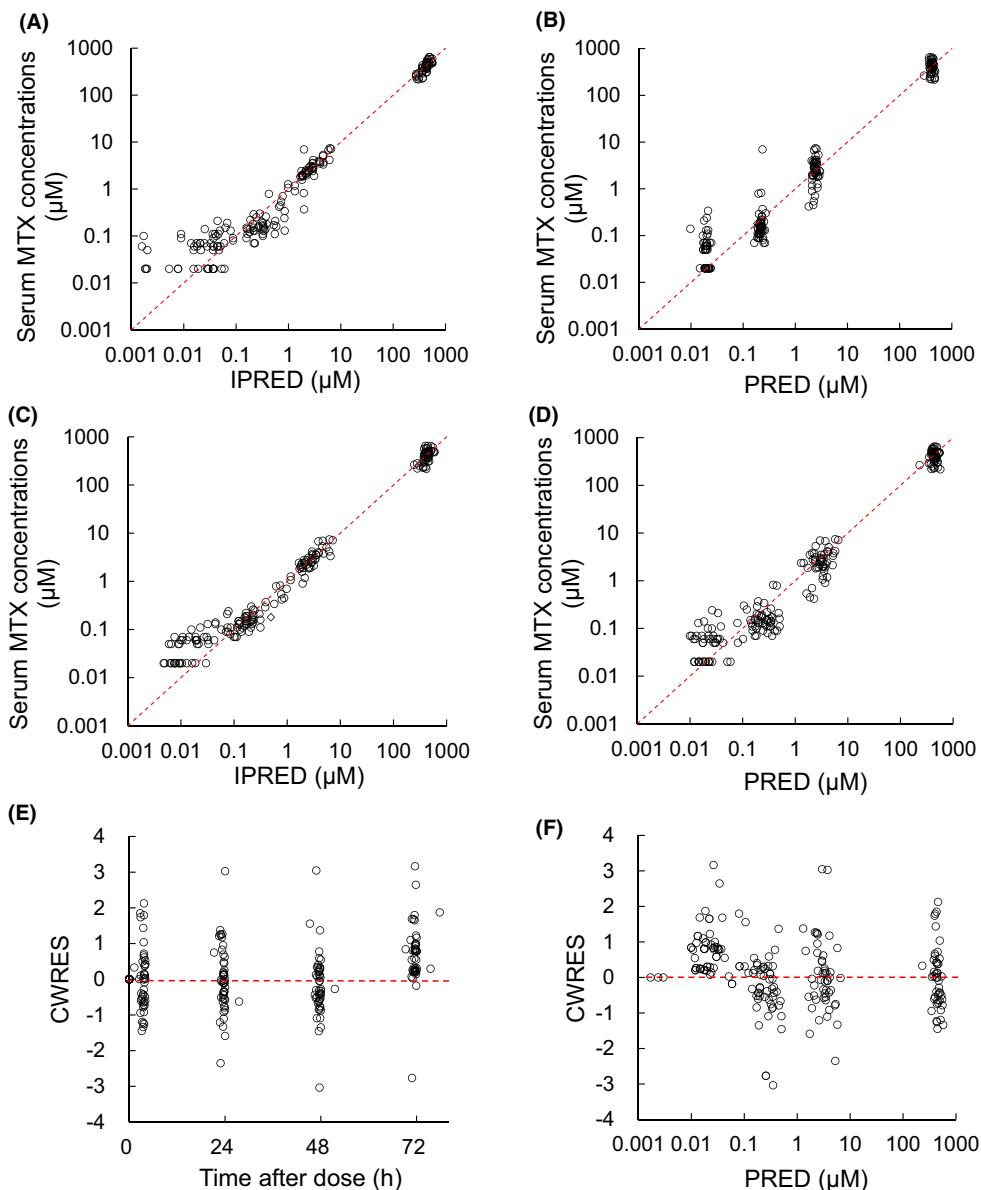 (A)
Serum MTX concentrations
(µM)
1000
100
10
1
0.1
0.01
0.001
0.001 0.01 0.1 1 10 100 1000
IPRED (µM)
(B)
Serum MTX concentrations
(µM)
1000
100
10
1
0.1
0.01
0.001
0.001 0.01 0.1 1 10 100 1000
PRED (µM)
(C)
Serum MTX concentrations
(µM)
1000
100
10
1
0.1
0.01
0.001
0.001 0.01 0.1 1 10 100 1000
IPRED (µM)
(D)
Serum MTX concentrations
(µM)
1000
100
10
1
0.1
0.01
0.001
0.001 0.01 0.1 1 10 100 1000
PRED (µM)
(E)
CWRES
4
3
2
1
0
-1
-2
-3
-4
0 24 48 72
Time after dose (h)
(F)
CWRES
4
3
2
1
0
-1
-2
-3
-4
0.001 0.01 0.1 1 10 100 1000
PRED (µM)